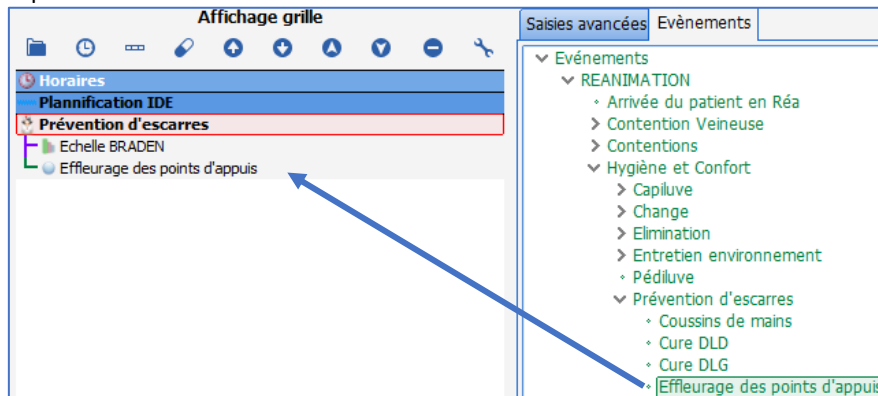 Affichage grille
Horaires
Plannification IDE
Prévention d'escarres
Echelle BRADEN
Effleurage des points d'appuis
Saisies avancées Evènements
Evénements
REANIMATION
Arrivée du patient en Réa
Contention Veineuse
Contentions
Hygiène et Confort
Capiluve
Change
Elimination
Entretien environnement
Pédiluve
Prévention d'escarres
Coussins de mains
Cure DLD
Cure DLG
Effleurage des points d'appuis